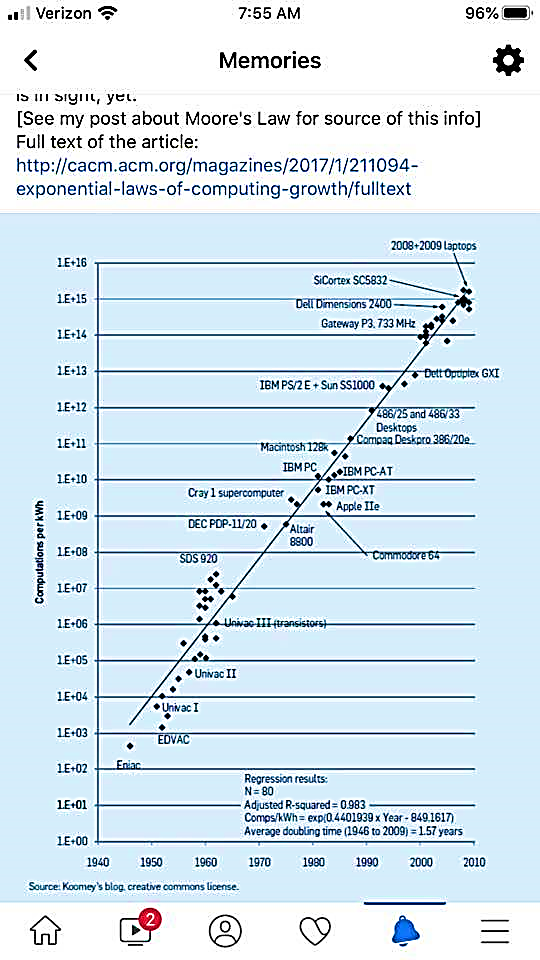 Verizon 7:55 AM 96%
Memories
is in sight, yet.
[See my post about Moore's Law for source of this info]
Full text of the article:
http://cacm.acm.org/magazines/2017/1/211094-
exponential-laws-of-computing-growth/fulltext
2008+2009 laptops
1.E+16
SiCortex SC5832
1.E+15
Dell Dimensions 2400
Gateway P3, 733 MHz
1.E+14
1.E+13
Dell Optiplex GXI
IBM PS/2 E + Sun SS1000
1.E+12
486/25 and 486/33
Desktops
1.E+11
Compaq Deskpro 386/20e
Macintosh 128k
IBM PC
IBM PC-AT
1.E+10
Cray 1 supercomputer
IBM PC-XT
Apple IIe
1.E+09
DEC PDP-11/20
Altair
8800
1.E+08
Commodore 64
SDS 920
1.E+07
1.E+06
Univac III (transistors)
1.E+05
Univac II
1.E+04
Univac I
1.E+03
EDVAC
1.E+02
Eniac
Computations per kWh
Regression results:
N = 80
1.E+01
Adjusted R-squared = 0.983
Comps/kWh = exp(0.4401939 x Year - 849.1617)
Average doubling time (1946 to 2009) = 1.57 years
1.E+00
1940 1950 1960 1970 1980 1990 2000 2010
Source: Koomey's blog, creative commons license.
2